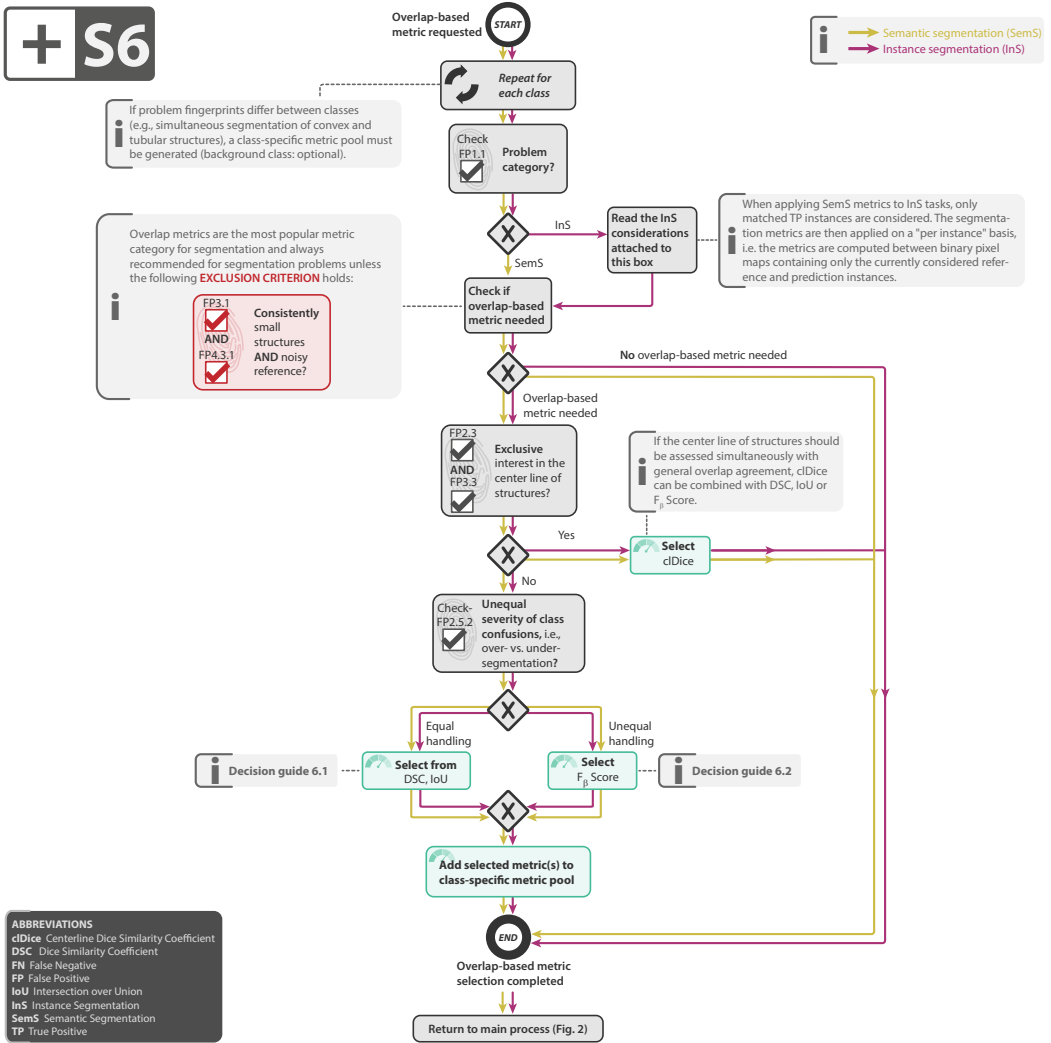 + S6
Overlap-based
metric requested
START
Semantic segmentation (SemS)
Instance segmentation (InS)
Repeat for
each class
If problem fingerprints differ between classes
(e.g., simultaneous segmentation of convex and
tubular structures), a class-specific metric pool must
be generated (background class: optional).
Check
FP1.1
Problem
category?
X
InS
SemS
Read the InS
considerations
attached to
this box
When applying SemS metrics to InS tasks, only
matched TP instances are considered. The segmenta-
tion metrics are then applied on a "per instance" basis,
i.e. the metrics are computed between binary pixel
maps containing only the currently considered refer-
ence and prediction instances.
Overlap metrics are the most popular metric
category for segmentation and always
recommended for segmentation problems unless
the following EXCLUSION CRITERION holds:
FP3.1
AND
FP4.3.1
Consistently
small
structures
AND noisy
reference?
Check if
overlap-based
metric needed
X
No overlap-based metric needed
Overlap-based
metric needed
FP2.3
AND
FP3.3
Exclusive
interest in the
center line of
structures?
If the center line of structures should
be assessed simultaneously with
general overlap agreement, clDice
can be combined with DSC, IoU or
Fβ Score.
X
Yes
No
Select
clDice
Check-
FP2.5.2
Unequal
severity of class
confusions, i.e.,
over- vs. under-
segmentation?
X
Equal
handling
Unequal
handling
Decision guide 6.1
Select from
DSC, IoU
Select
Fβ Score
Decision guide 6.2
X
Add selected metric(s) to
class-specific metric pool
END
Overlap-based metric
selection completed
Return to main process (Fig. 2)
ABBREVIATIONS
clDice Centerline Dice Similarity Coefficient
DSC Dice Similarity Coefficient
FN False Negative
FP False Positive
IoU Intersection over Union
InS Instance Segmentation
SemS Semantic Segmentation
TP True Positive